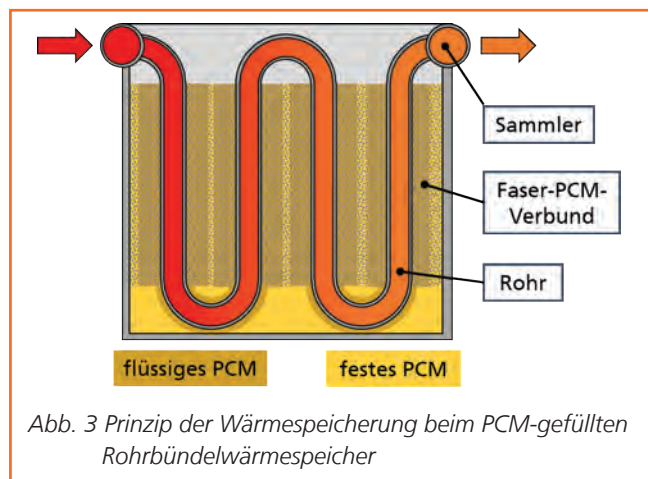 Sammler
Faser-PCM-
Verbund
Rohr
flüssiges PCM
festes PCM
Abb. 3 Prinzip der Wärmespeicherung beim PCM-gefüllten
Rohrbündelwärmespeicher